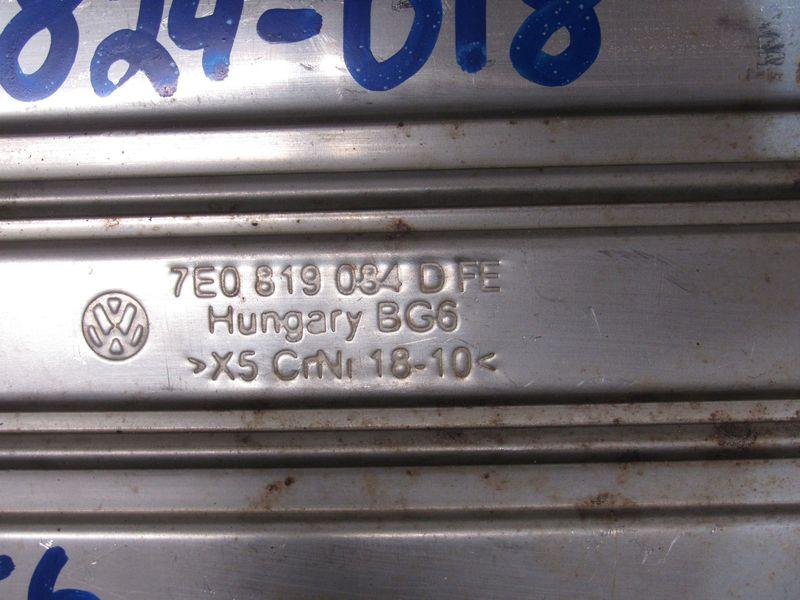 824-018
7E0 819 084 D FE
Hungary BG6
>X5 CrNi 18-10<